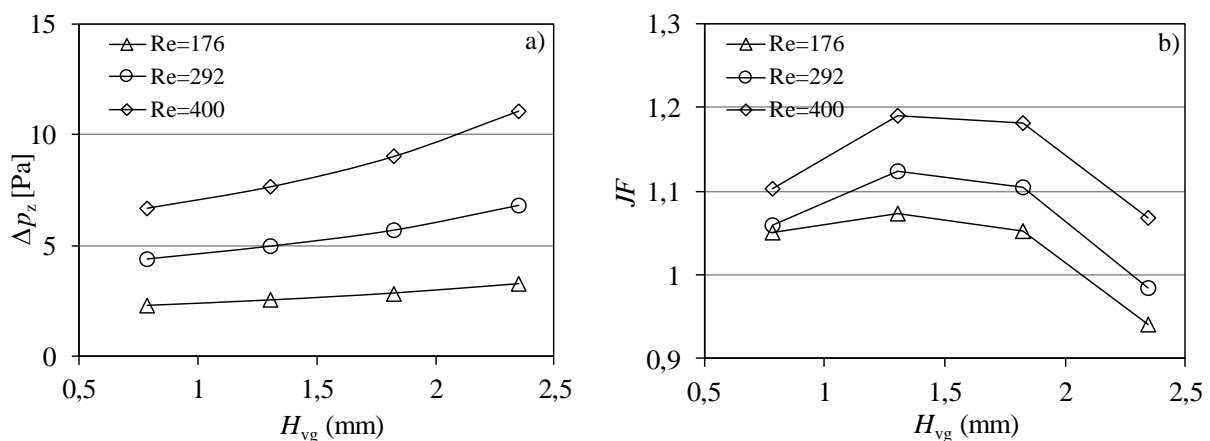 15
10
5
0
Δp_z [Pa]
Re=176
Re=292
Re=400
a)
0,5 1 1,5 2 2,5
H_vg (mm)
1,3
1,2
1,1
1
0,9
JF
Re=176
Re=292
Re=400
b)
0,5 1 1,5 2 2,5
H_vg (mm)